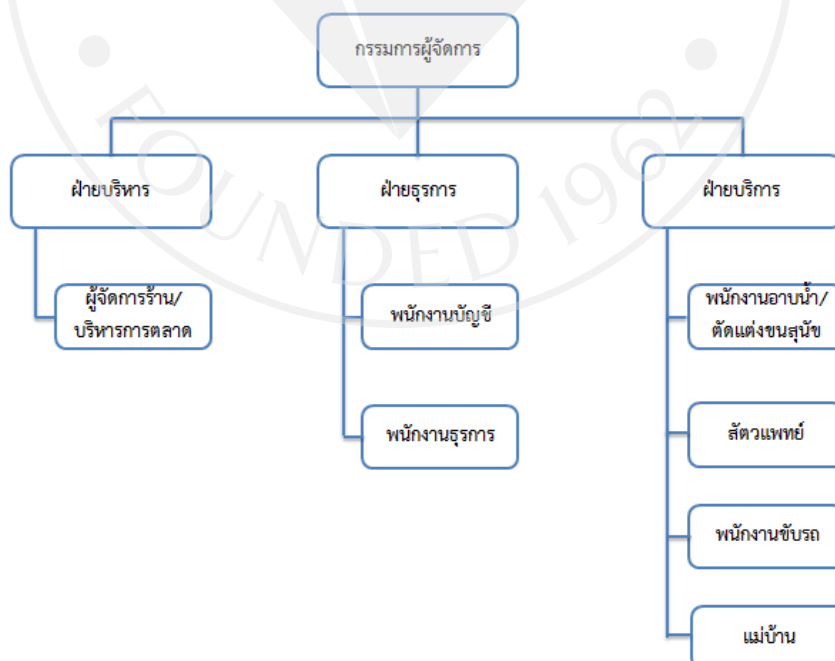 กรรมการผู้จัดการ
ฝ่ายบริหาร
ฝ่ายธุรการ
ฝ่ายบริการ
ผู้จัดการร้าน/
บริหารการตลาด
พนักงานบัญชี
พนักงานธุรการ
พนักงานอาบน้ำ/
ตัดแต่งขนสุนัข
สัตวแพทย์
พนักงานขับรถ
แม่บ้าน
FOUNDED 1962